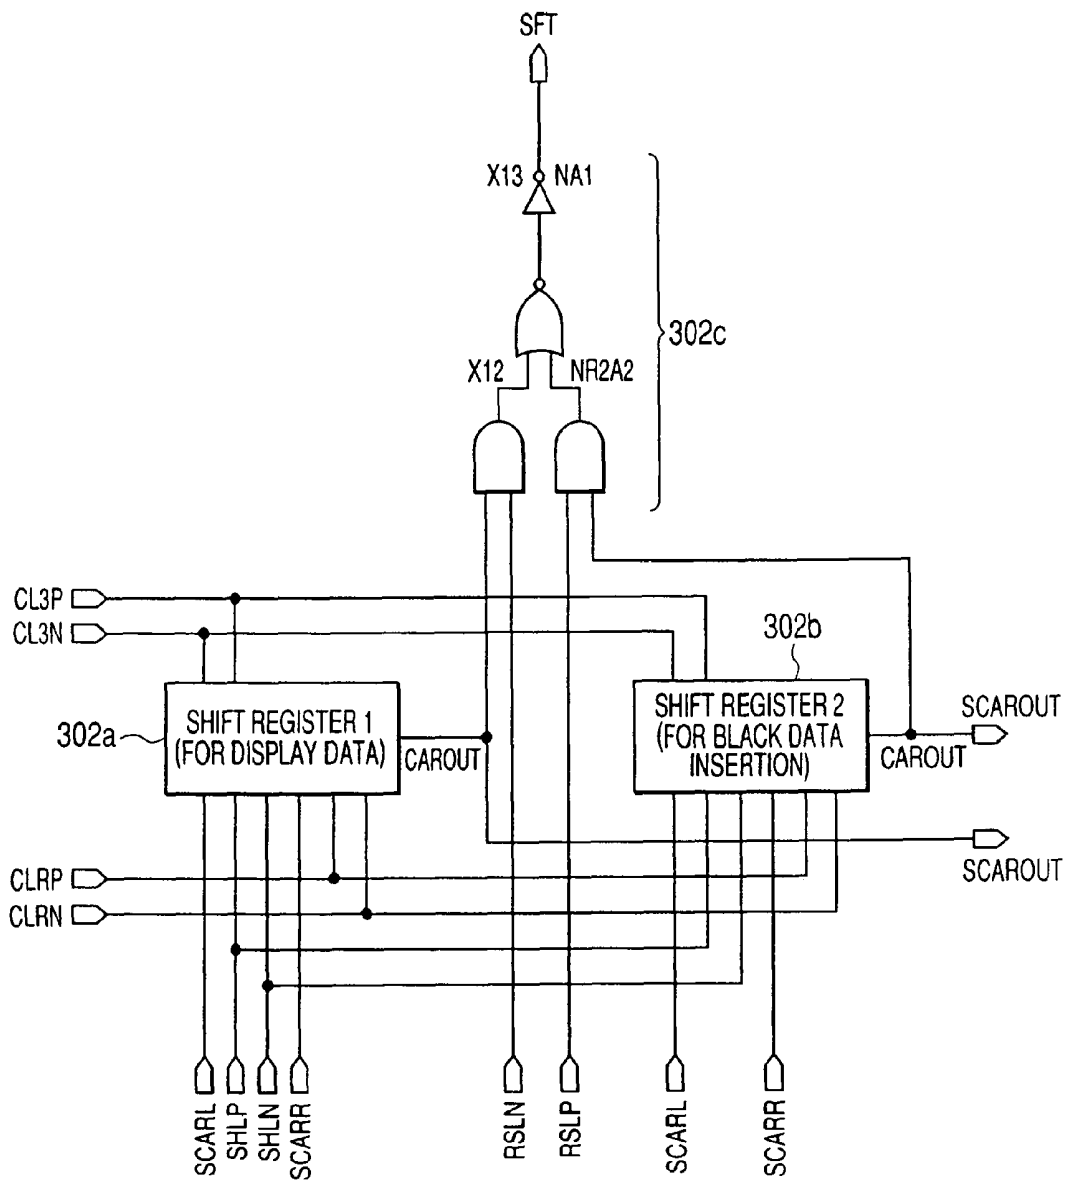 SFT
X13
NA1
302c
X12
NR2A2
CL3P
CL3N
302b
302a
SHIFT REGISTER 1
(FOR DISPLAY DATA)
CAROUT
SHIFT REGISTER 2
(FOR BLACK DATA
INSERTION)
CAROUT
SCAROUT
SCAROUT
CLRP
CLRN
SCARL
SHLP
SHLN
SCARR
RSLN
RSLP
SCARL
SCARR